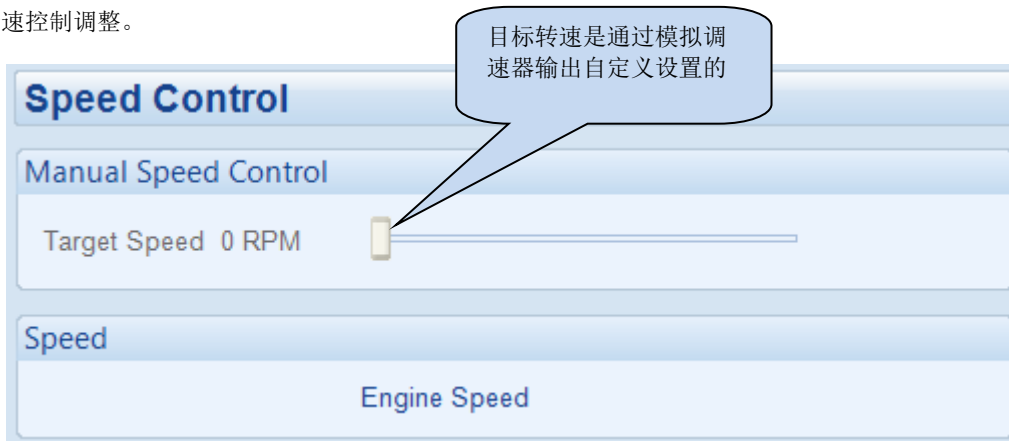 速控制调整。
目标转速是通过模拟调
速器输出自定义设置的
Speed Control
Manual Speed Control
Target Speed 0 RPM
Speed
Engine Speed